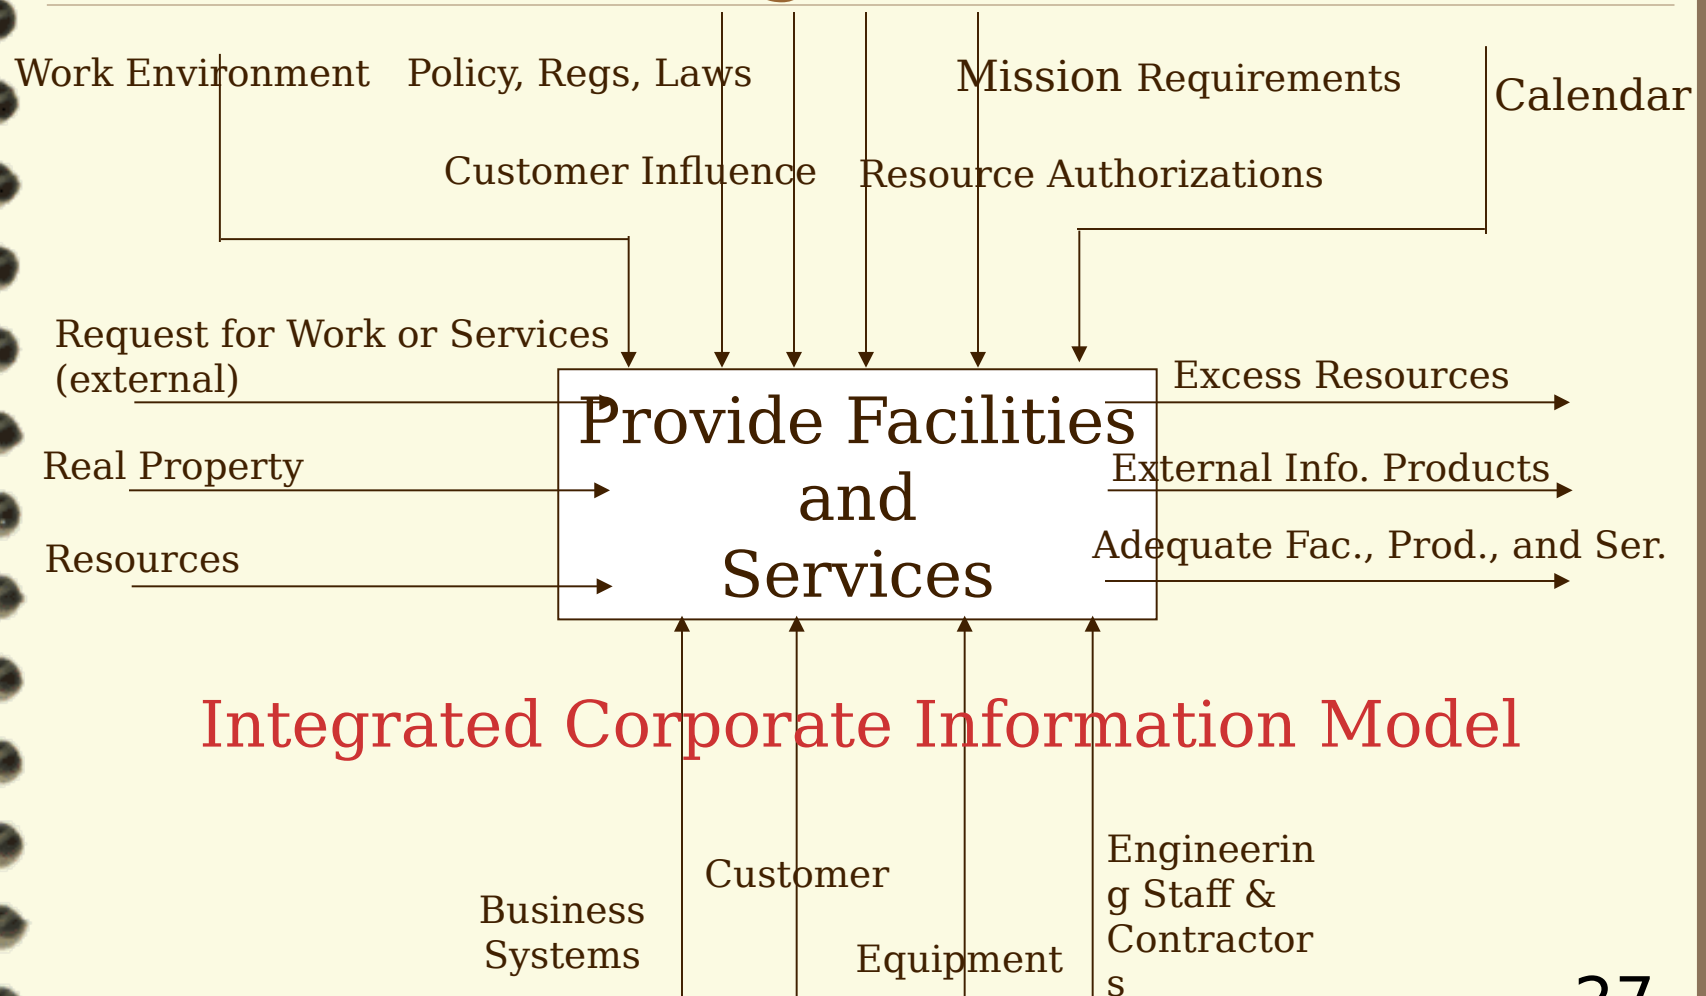 Work Environment
Policy, Regs, Laws
Mission Requirements
Calendar
Customer Influence
Resource Authorizations
Request for Work or Services
(external)
Real Property
Resources
Provide Facilities
and
Services
Excess Resources
External Info. Products
Adequate Fac., Prod., and Ser.
Integrated Corporate Information Model
Business
Systems
Customer
Equipment
Engineerin
g Staff &
Contractor
s
27